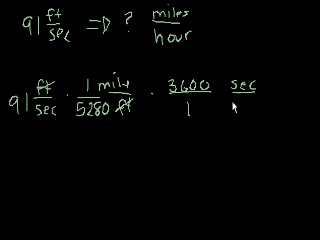 91 ft/sec => ? miles/hour
91 ft/sec · 1 mile/5280 ft · 3600 sec/1